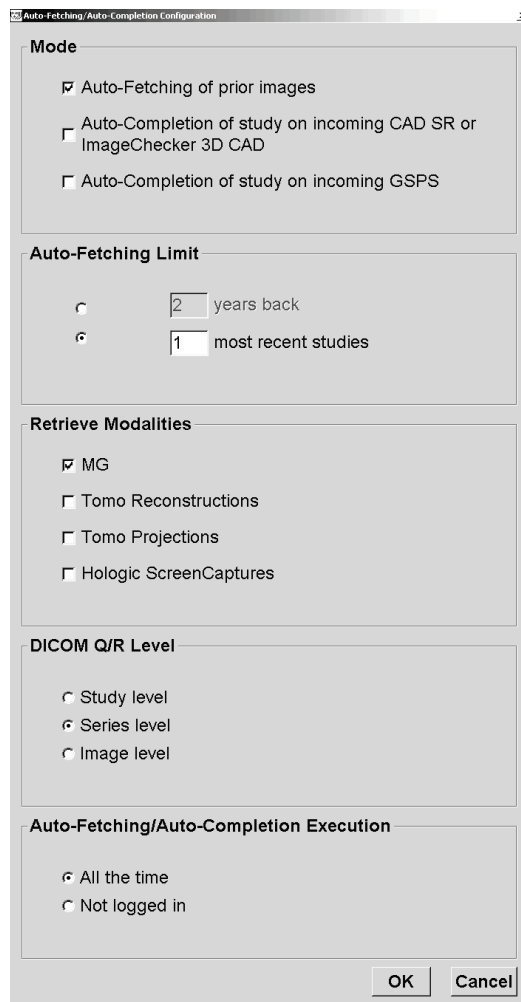 Auto-Fetching/Auto-Completion Configuration
Mode
Auto-Fetching of prior images
Auto-Completion of study on incoming CAD SR or
ImageChecker 3D CAD
Auto-Completion of study on incoming GSPS
Auto-Fetching Limit
2 years back
1 most recent studies
Retrieve Modalities
MG
Tomo Reconstructions
Tomo Projections
Hologic ScreenCaptures
DICOM Q/R Level
Study level
Series level
Image level
Auto-Fetching/Auto-Completion Execution
All the time
Not logged in
OK Cancel